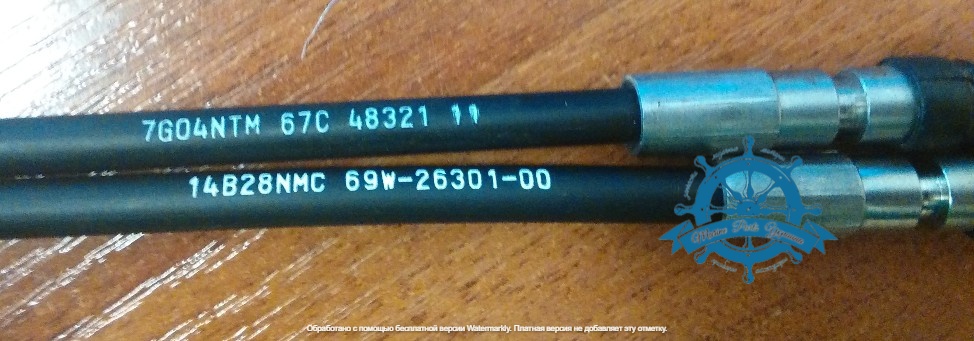 7G04NTM 67C 48321 11
14B28NMC 69W-26301-00
Обработано с помощью бесплатной версии Watermarkly. Платная версия не добавляет эту отметку.